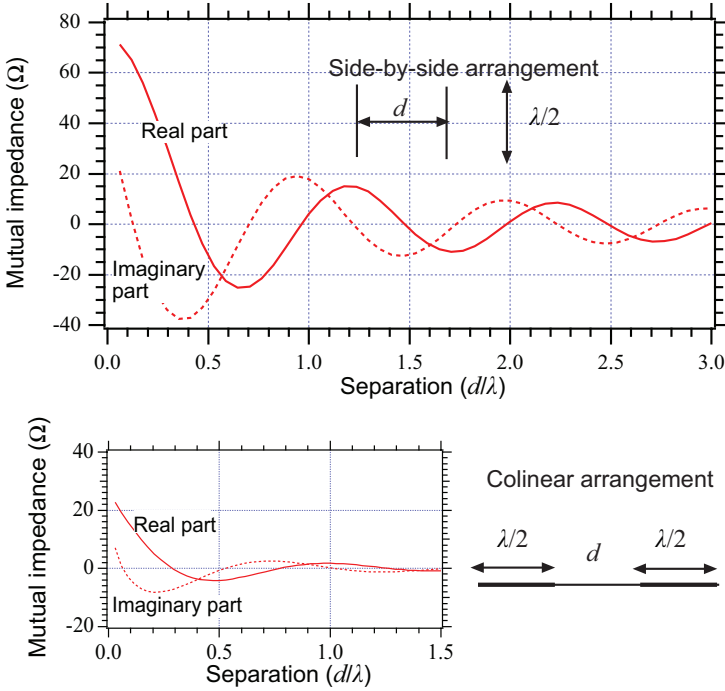 Mutual impedance (Ω)
80
60
40
20
0
-20
-40
Side-by-side arrangement
d
λ/2
Real part
Imaginary
part
0.0 0.5 1.0 1.5 2.0 2.5 3.0
Separation (d/λ)
Mutual impedance (Ω)
40
20
0
-20
Real part
Imaginary part
0.0 0.5 1.0 1.5
Separation (d/λ)
Colinear arrangement
λ/2 d λ/2